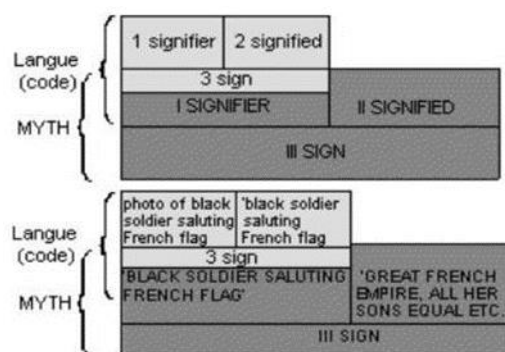 Langue
(code)
MYTH
1 signifier
2 signified
3 sign
I SIGNIFIER
II SIGNIFIED
III SIGN
Langue
(code)
MYTH
photo of black
soldier saluting
French flag
'black soldier
saluting
French flag
3 sign
'BLACK SOLDIER SALUTING
FRENCH FLAG'
'GREAT FRENCH
EMPIRE, ALL HER
SONS EQUAL ETC.
III SIGN